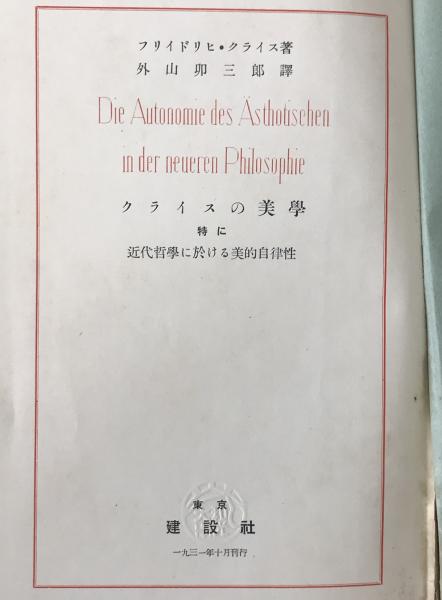 フリイドリヒ・クライス著
外山卯三郎譯
Die Autonomie des Ästhotischen
in der neueren Philosophie
クライスの美學
特に
近代哲學に於ける美的自律性
東京
建設社
一九三一年十月刊行